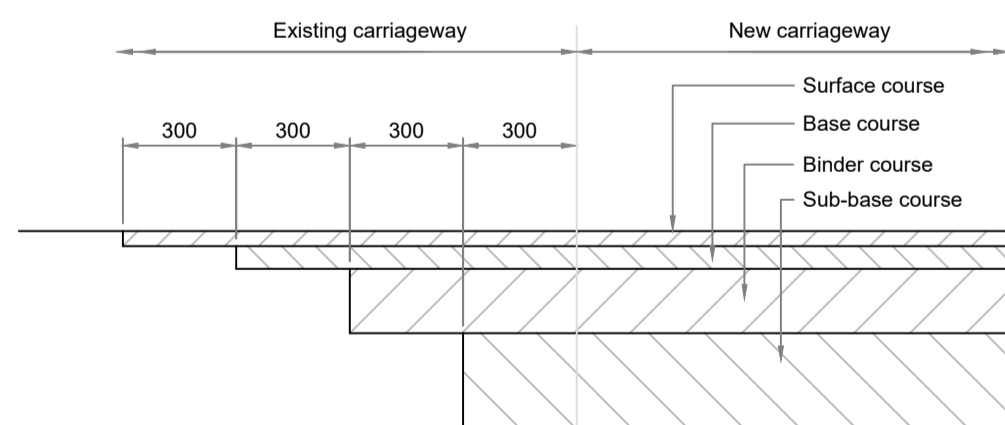 Existing carriageway
New carriageway
Surface course
Base course
300 300 300 300
Binder course
Sub-base course